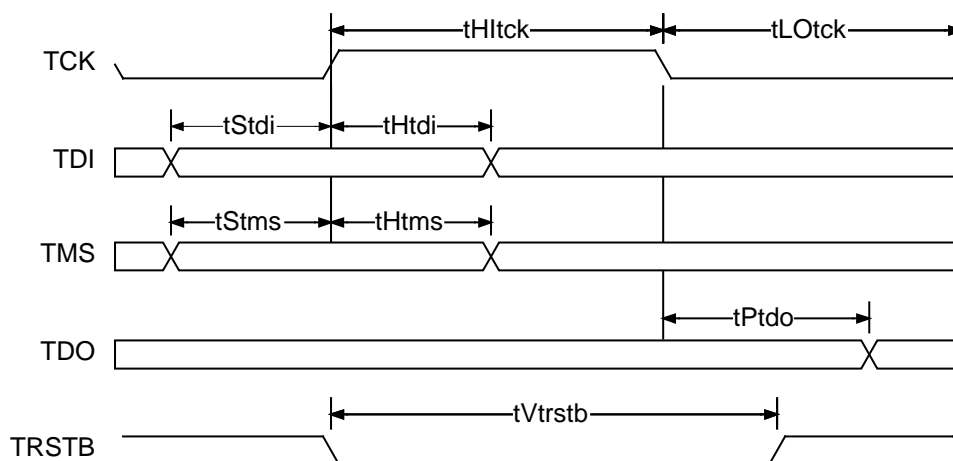 tHItck tLOtck
TCK
tStdi tHtdi
TDI
tStms tHtms
TMS
tPtdo
TDO
tVtrstb
TRSTB